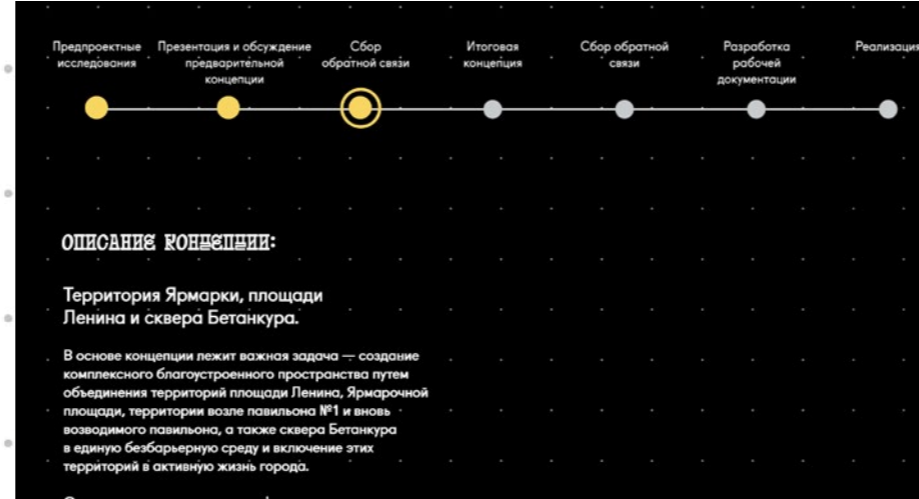 Предпроектные
исследования
Презентация и обсуждение
предварительной
концепции
Сбор
обратной связи
Итоговая
концепция
Сбор обратной
связи
Разработка
рабочей
документации
Реализация
ОПИСАНИЕ КОНЦЕПЦИИ:
Территория Ярмарки, площади
Ленина и сквера Бетанкура.
В основе концепции лежит важная задача — создание
комплексного благоустроенного пространства путем
объединения территорий площади Ленина, Ярмарочной
площади, территории возле павильона №1 и вновь
возводимого павильона, а также сквера Бетанкура
в единую безбарьерную среду и включение этих
территорий в активную жизнь города.